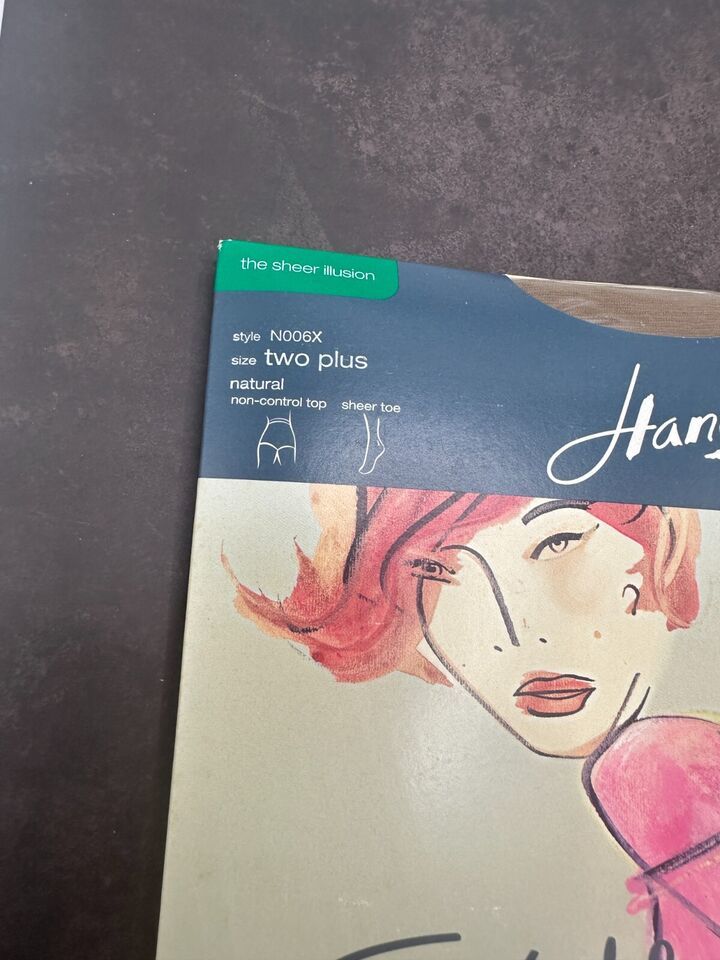 the sheer illusion
style N006X
size two plus
natural
non-control top sheer toe